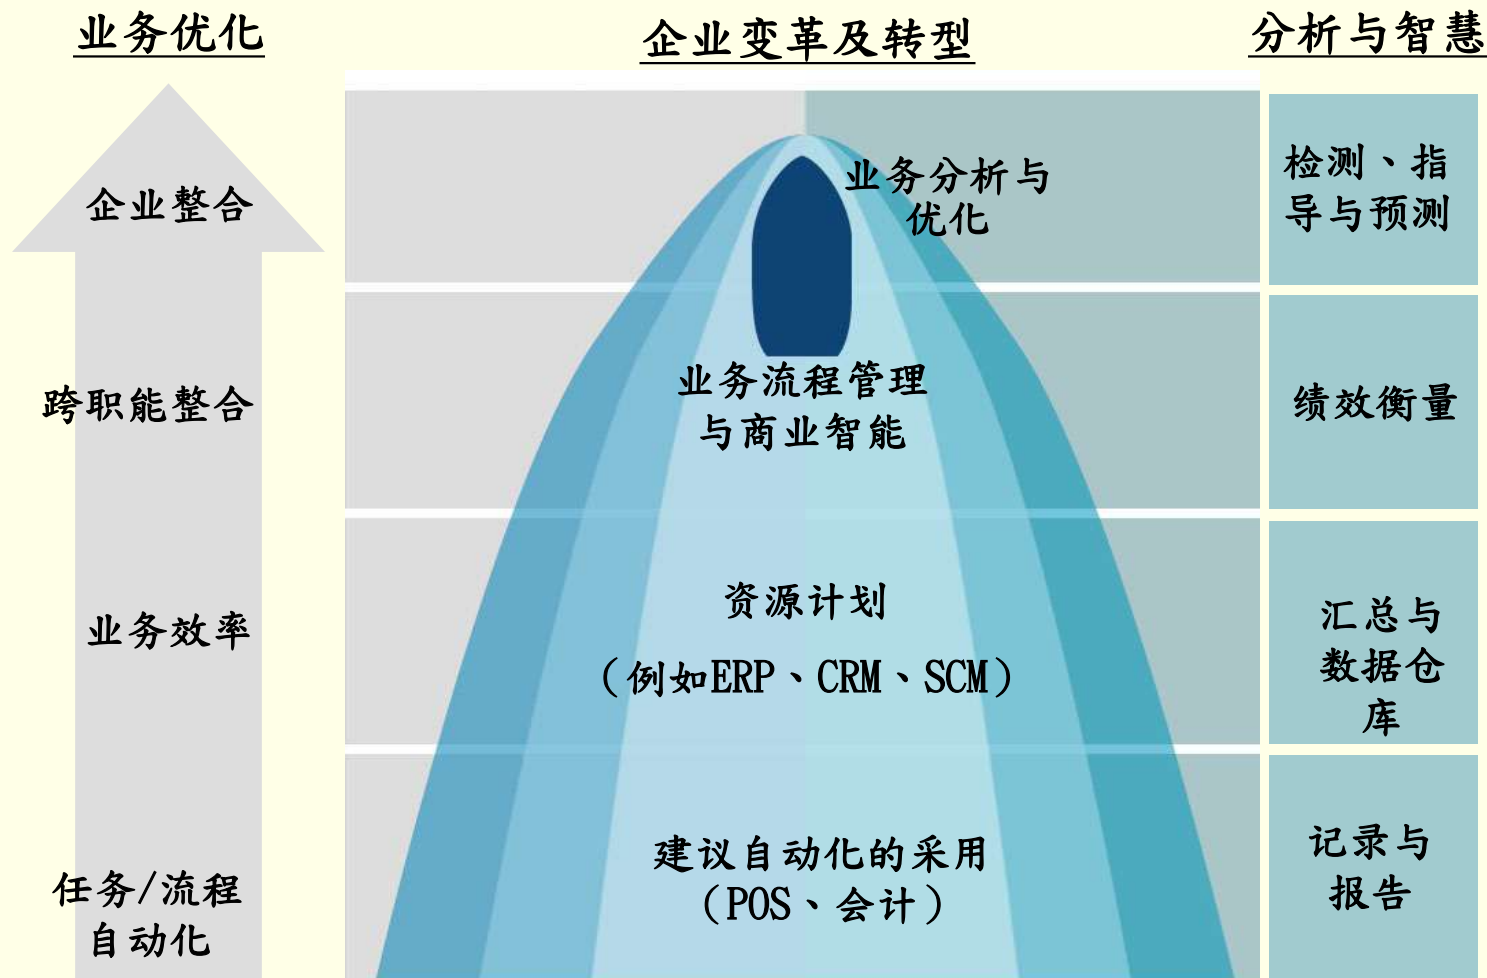 业务优化
企业变革及转型
分析与智慧
企业整合
业务分析与
优化
检测、指
导与预测
跨职能整合
业务流程管理
与商业智能
绩效衡量
业务效率
资源计划
（例如ERP、CRM、SCM）
汇总与
数据仓
库
任务/流程
自动化
建议自动化的采用
（POS、会计）
记录与
报告